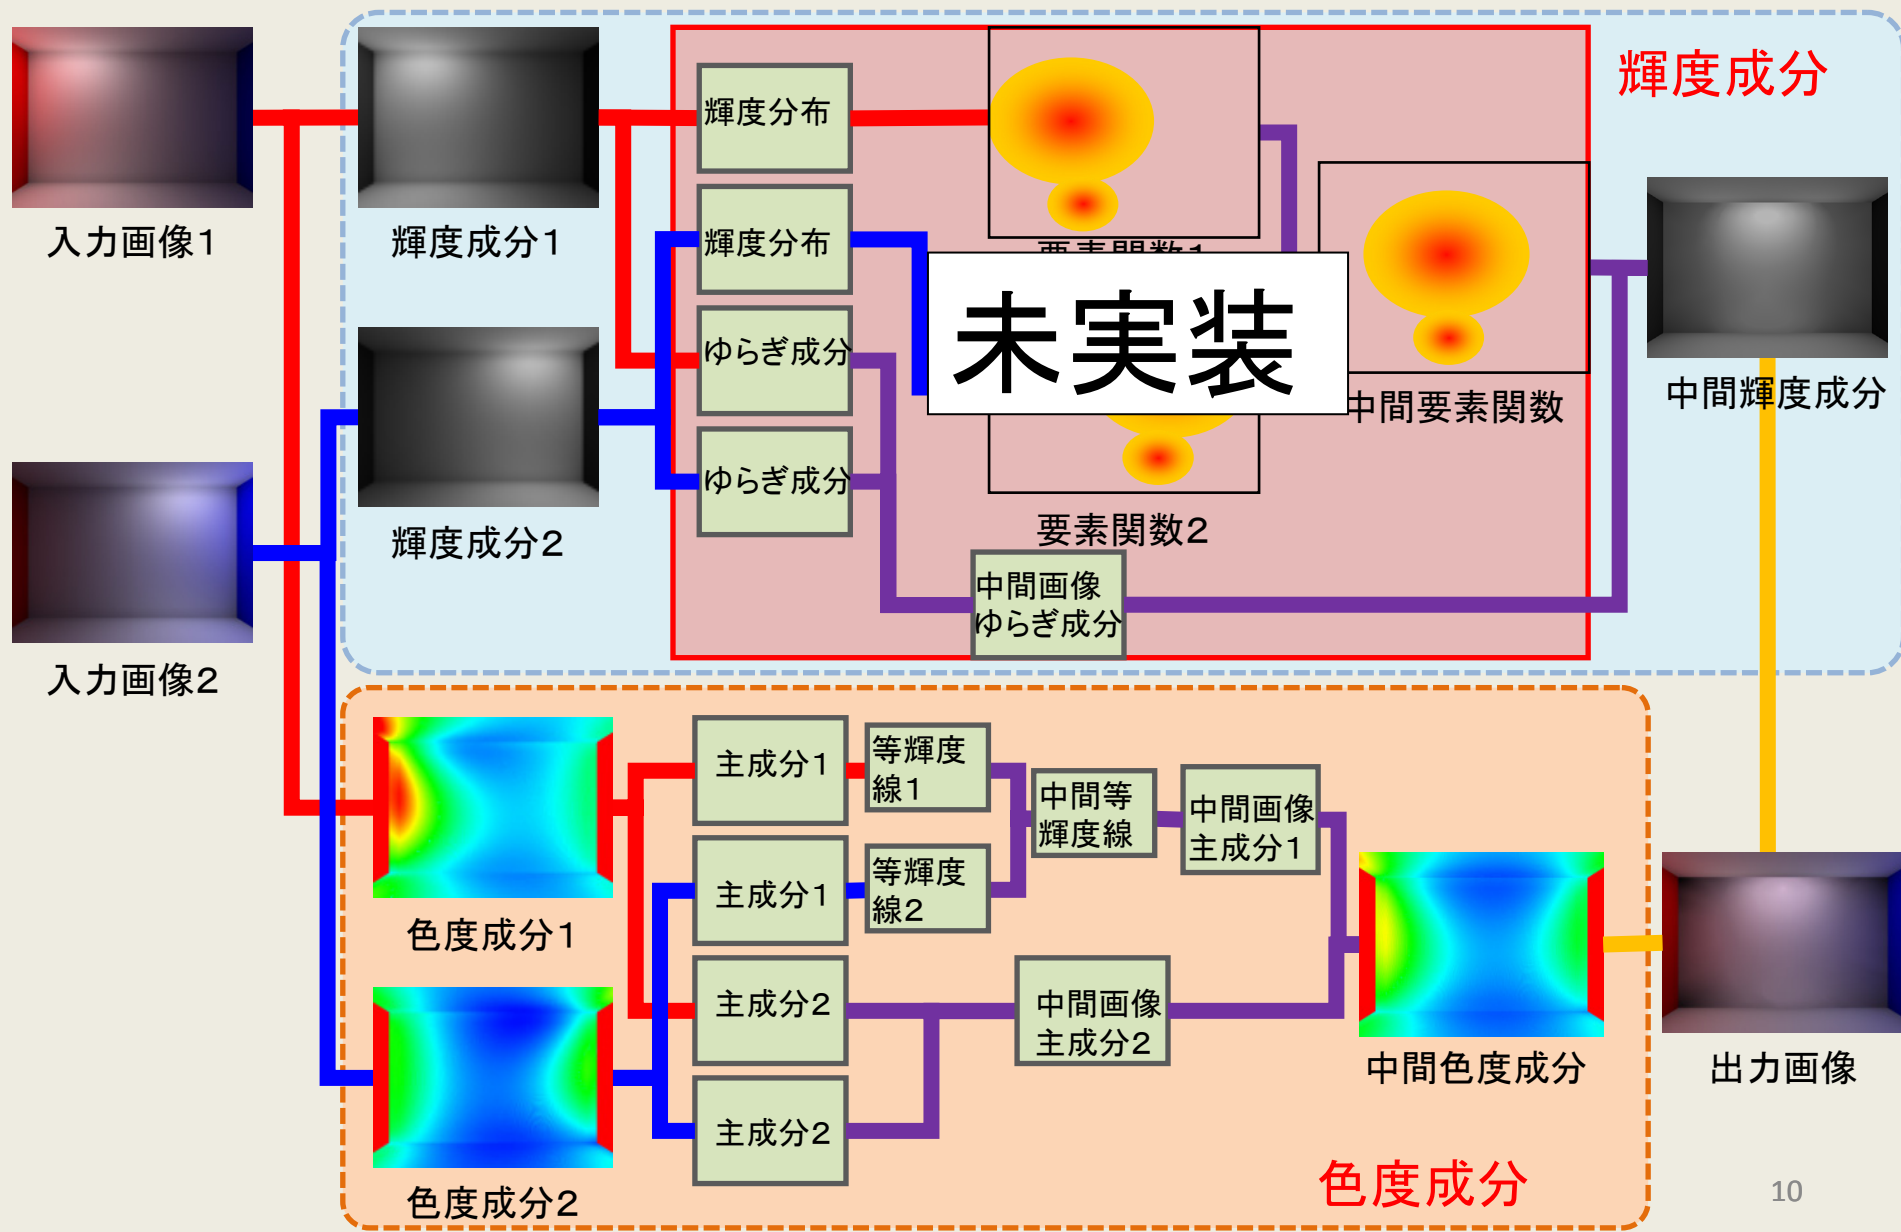 輝度成分
入力画像1
輝度成分1
輝度分布
要素関数1
輝度分布
未実装
ゆらぎ成分
中間要素関数
中間輝度成分
ゆらぎ成分
輝度成分2
要素関数2
中間画像
ゆらぎ成分
入力画像2
主成分1
等輝度
線1
中間等
輝度線
中間画像
主成分1
主成分1
等輝度
線2
色度成分1
主成分2
中間画像
主成分2
中間色度成分
出力画像
主成分2
色度成分2
色度成分
10